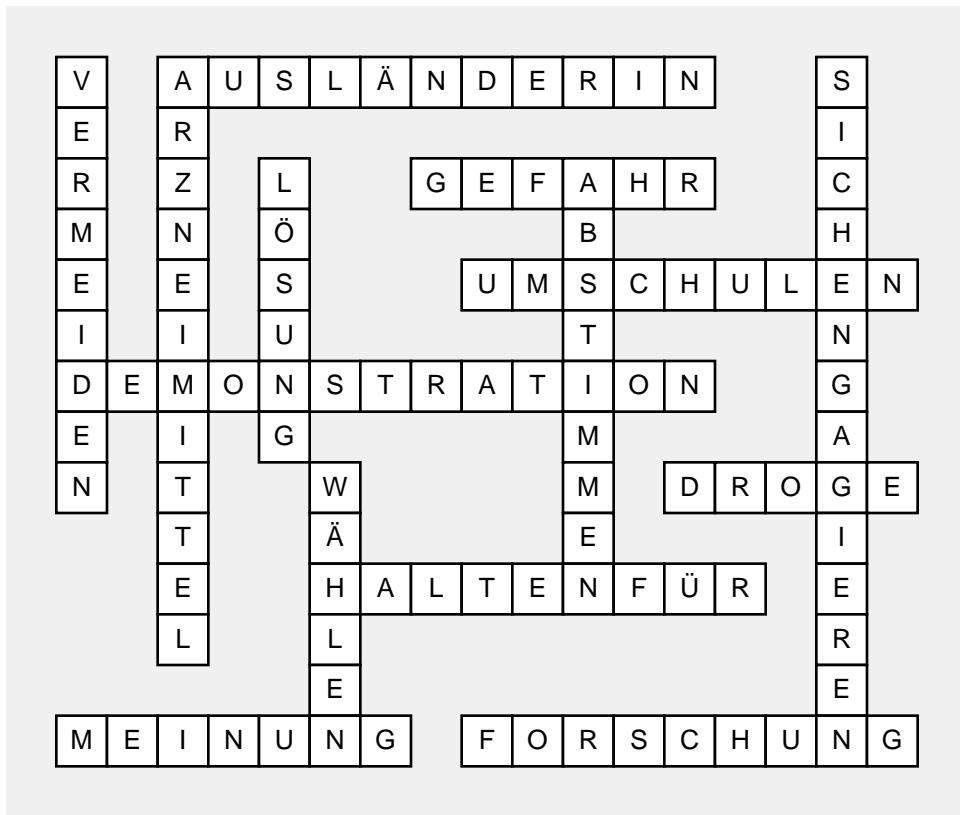 VERMEIDEN
AUSLÄNDERIN
ARZNEIMITTEL
SICHENGAGIEREN
LÖSUNG
GEFAHR
ABSTIMMEN
UMSCHULEN
DEMONSTRATION
WÄHLEN
DROGE
HALTENFÜR
MEINUNG
FORSCHUNG